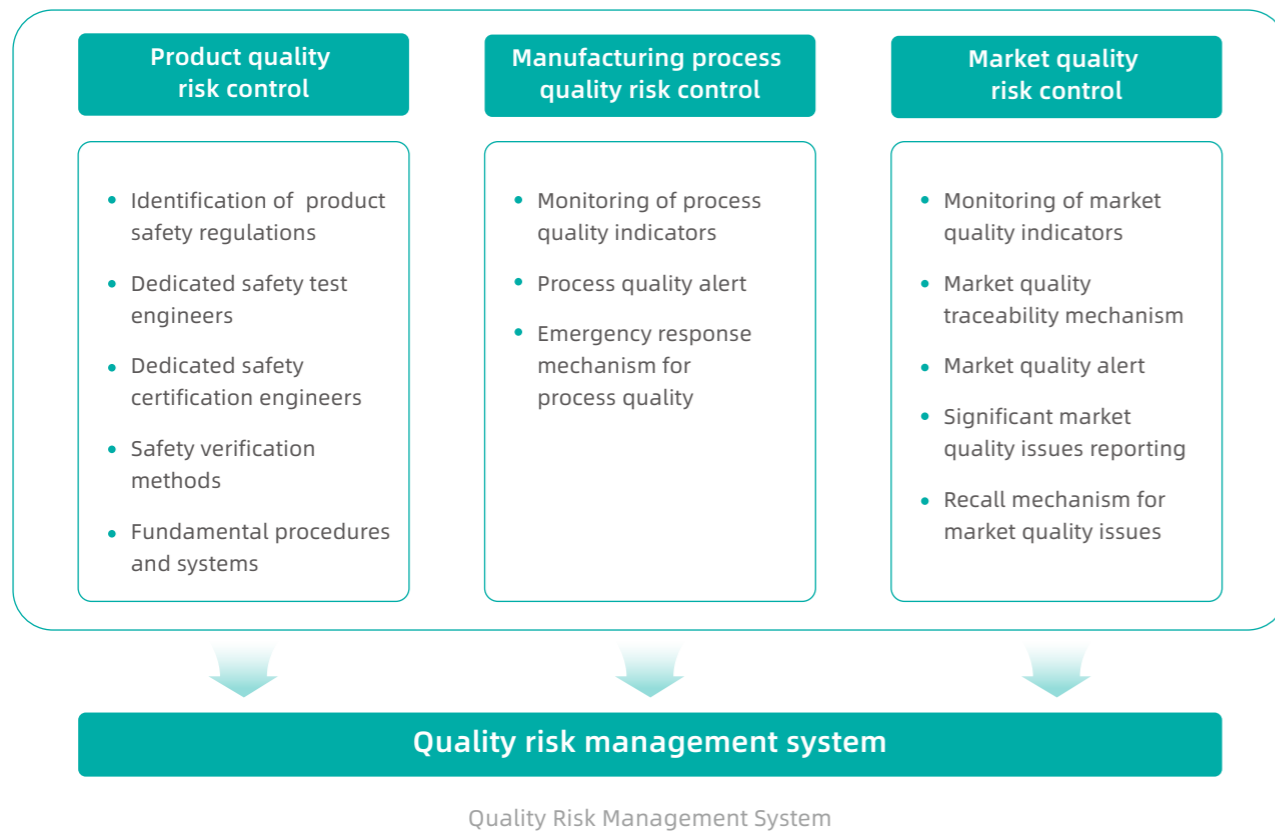 Product quality
risk control
Identification of product
safety regulations
Dedicated safety test
engineers
Dedicated safety
certification engineers
Safety verification
methods
Fundamental procedures
and systems
Manufacturing process
quality risk control
Monitoring of process
quality indicators
Process quality alert
Emergency response
mechanism for
process quality
Market quality
risk control
Monitoring of market
quality indicators
Market quality
traceability mechanism
Market quality alert
Significant market
quality issues reporting
Recall mechanism for
market quality issues
Quality risk management system
Quality Risk Management System